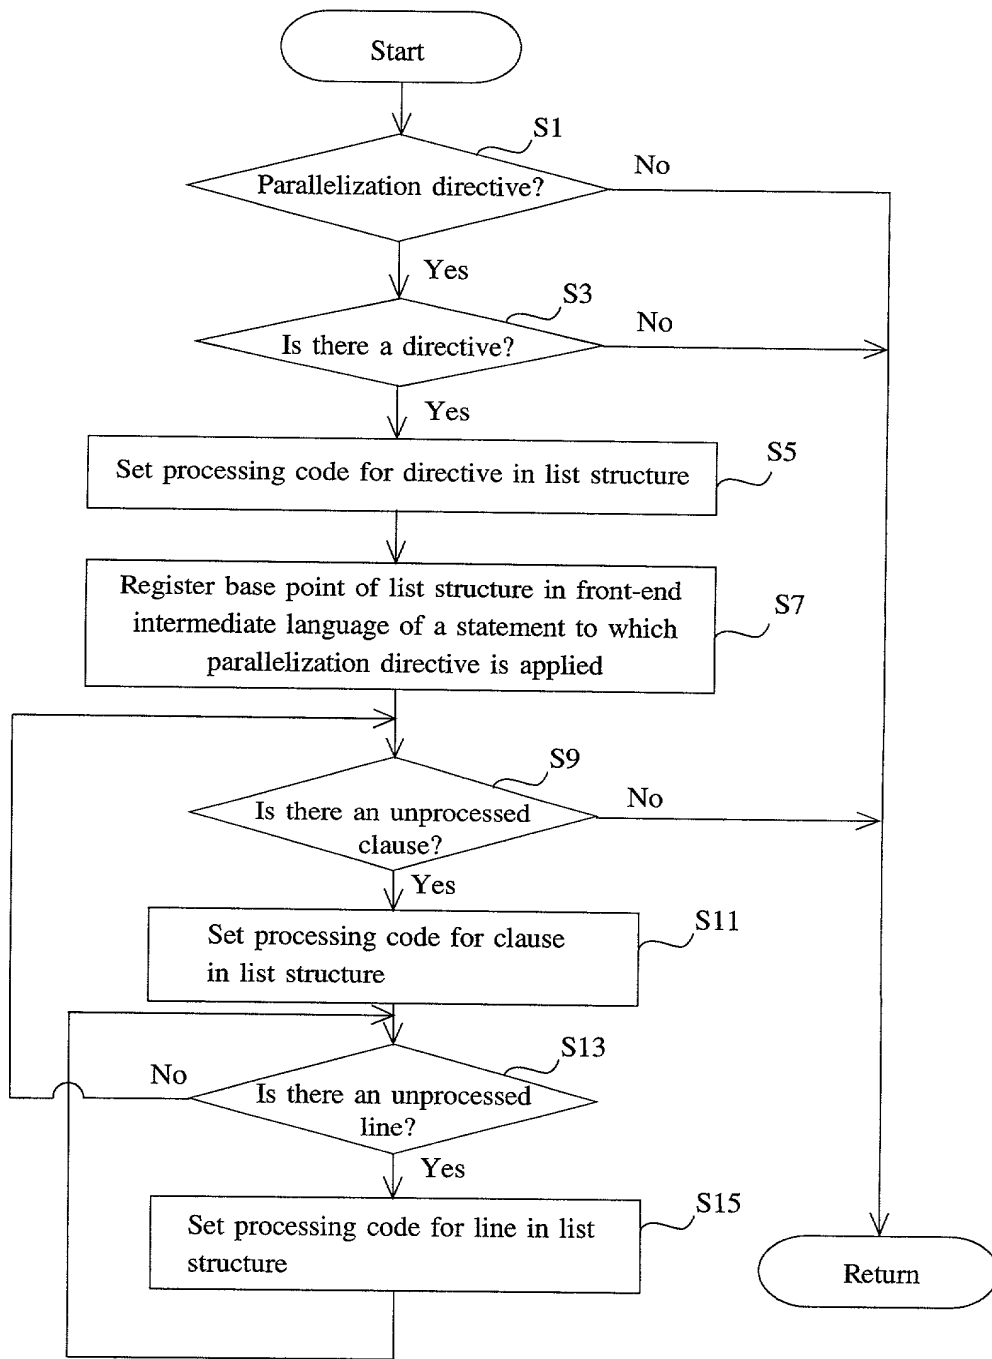 Start
S1
Parallelization directive?
No
Yes
S3
Is there a directive?
No
Yes
S5
Set processing code for directive in list structure
Register base point of list structure in front-end
intermediate language of a statement to which
parallelization directive is applied
S7
S9
Is there an unprocessed
clause?
No
Yes
Set processing code for clause
in list structure
S11
S13
No
Is there an unprocessed
line?
Yes
Set processing code for line in list
structure
S15
Return